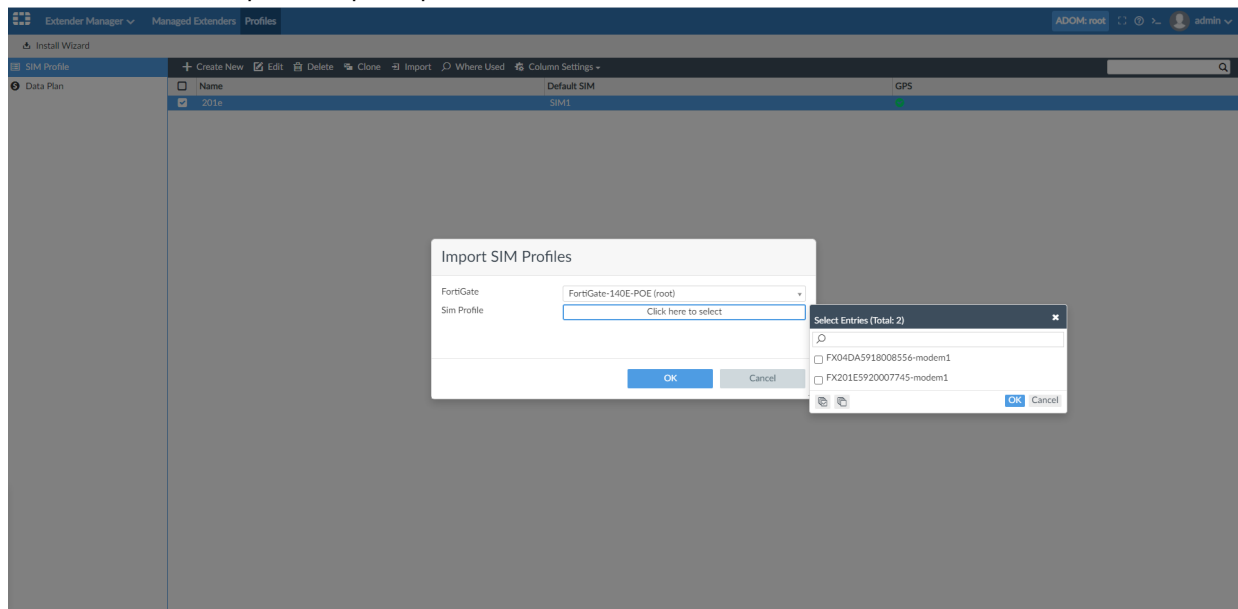 Extender Manager Managed Extenders Profiles ADOM: root admin
Install Wizard
SIM Profile
Data Plan
Create New Edit Delete Clone Import Where Used Column Settings
Name Default SIM GPS
201e SIM1
Import SIM Profiles
FortiGate FortiGate-140E-POE (root)
Sim Profile Click here to select
OK Cancel
Select Entries (Total: 2)
FX04DA5918008556-modem1
FX201E5920007745-modem1
OK Cancel